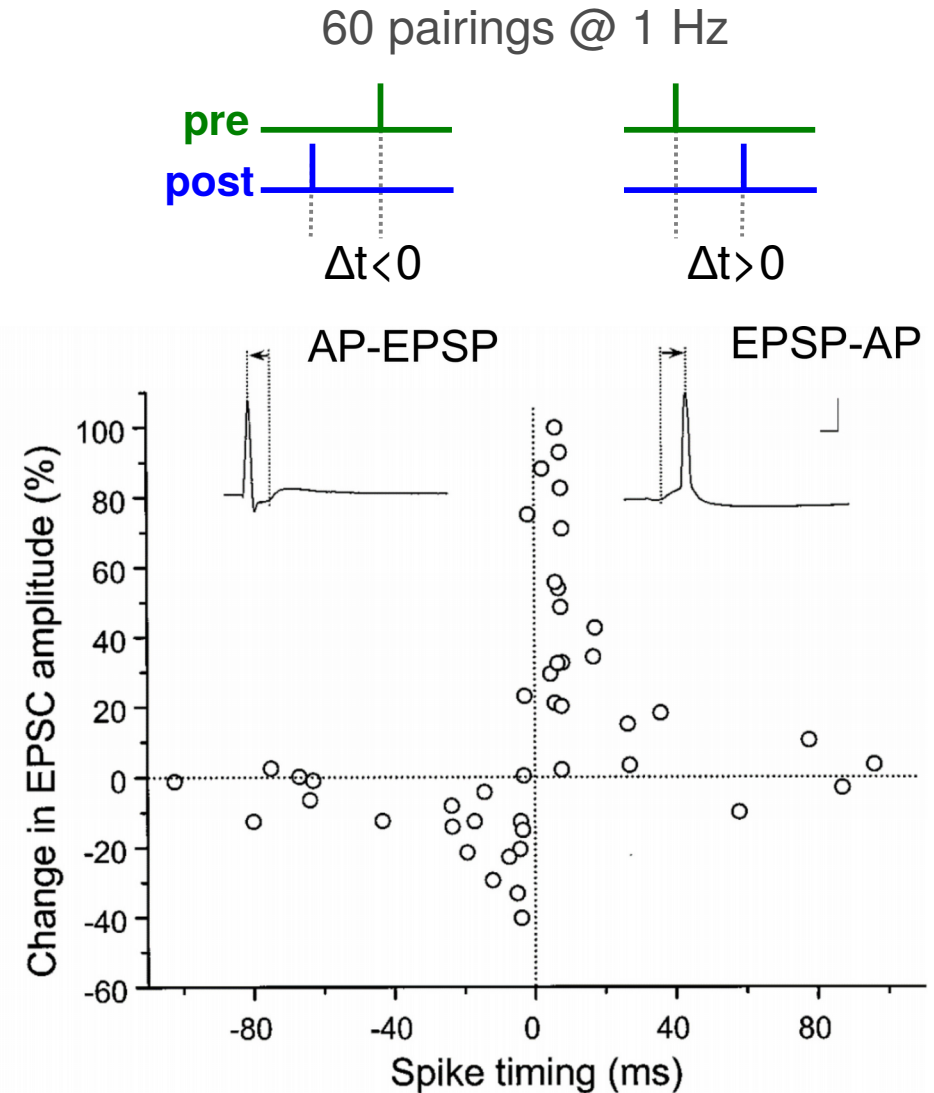 60 pairings @ 1 Hz
pre
post
Δt<0
Δt>0
AP-EPSP
EPSP-AP
Change in EPSC amplitude (%)
100
80
60
40
20
0
-20
-40
-60
-80
-40
0
40
80
Spike timing (ms)